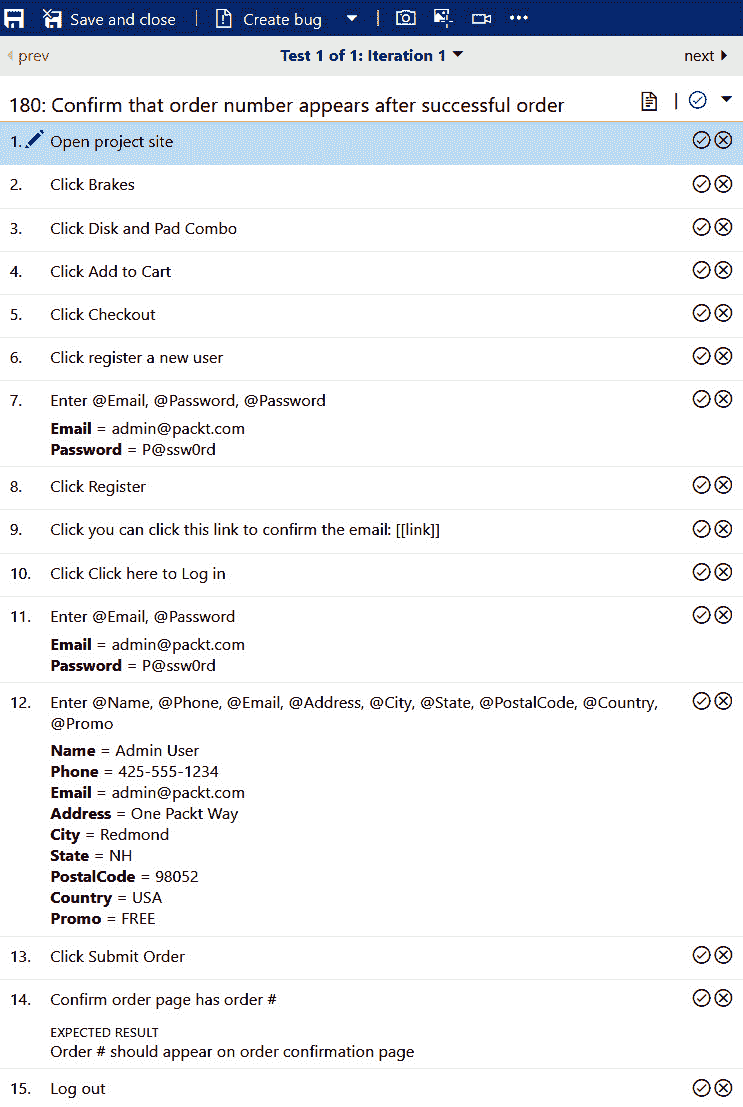 Save and close | Create bug
prev Test 1 of 1: Iteration 1 next
180: Confirm that order number appears after successful order
1. Open project site
2. Click Brakes
3. Click Disk and Pad Combo
4. Click Add to Cart
5. Click Checkout
6. Click register a new user
7. Enter @Email, @Password, @Password
Email = admin@packt.com
Password = P@ssw0rd
8. Click Register
9. Click you can click this link to confirm the email: [[link]]
10. Click Click here to Log in
11. Enter @Email, @Password
Email = admin@packt.com
Password = P@ssw0rd
12. Enter @Name, @Phone, @Email, @Address, @City, @State, @PostalCode, @Country,
@Promo
Name = Admin User
Phone = 425-555-1234
Email = admin@packt.com
Address = One Packt Way
City = Redmond
State = NH
PostalCode = 98052
Country = USA
Promo = FREE
13. Click Submit Order
14. Confirm order page has order #
EXPECTED RESULT
Order # should appear on order confirmation page
15. Log out